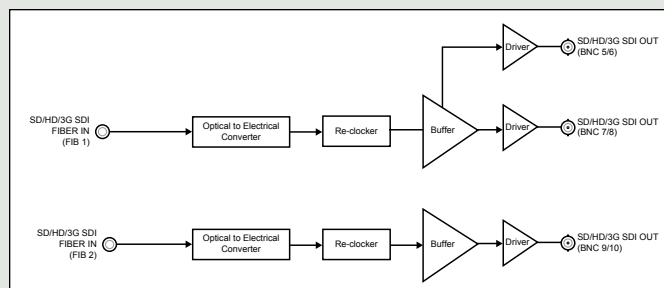 SD/HD/3G SDI OUT
(BNC 5/6)
Driver
SD/HD/3G SDI
FIBER IN
(FIB 1)
Optical to Electrical
Converter
Re-clocker
Buffer
Driver
SD/HD/3G SDI OUT
(BNC 7/8)
SD/HD/3G SDI
FIBER IN
(FIB 2)
Optical to Electrical
Converter
Re-clocker
Buffer
Driver
SD/HD/3G SDI OUT
(BNC 9/10)